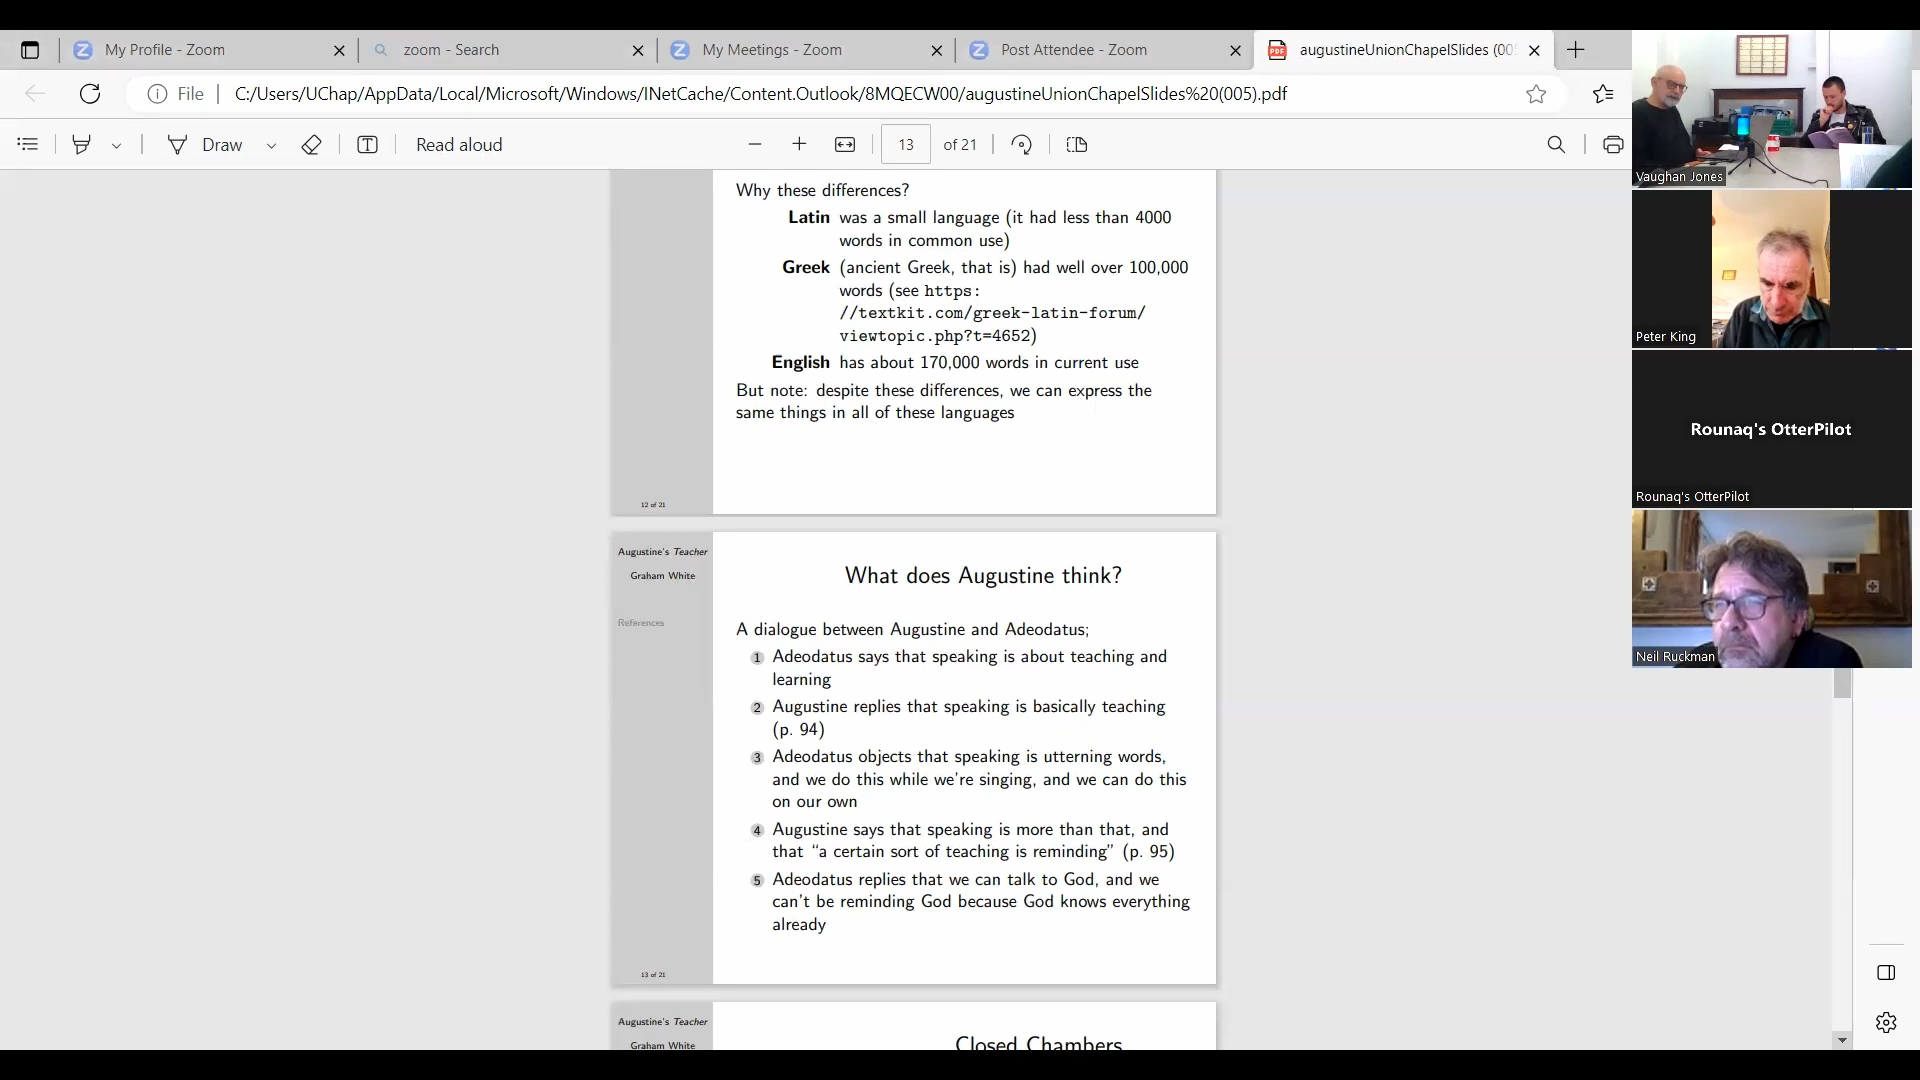 My Profile - Zoom
zoom - Search
My Meetings - Zoom
Post Attendee - Zoom
augustineUnionChapelSlides (00
File
C:/Users/UChap/AppData/Local/Microsoft/Windows/INetCache/Content.Outlook/8MQECW00/augustineUnionChapelSlides%20(005).pdf
Draw
Read aloud
13 of 21
Why these differences?
Latin was a small language (it had less than 4000
words in common use)
Greek (ancient Greek, that is) had well over 100,000
words (see https:
//textkit.com/greek-latin-forum/
viewtopic.php?t=4652)
English has about 170,000 words in current use
But note: despite these differences, we can express the
same things in all of these languages
12 of 21
Augustine's Teacher
Graham White
References
What does Augustine think?
A dialogue between Augustine and Adeodatus;
1 Adeodatus says that speaking is about teaching and
learning
2 Augustine replies that speaking is basically teaching
(p. 94)
3 Adeodatus objects that speaking is utterning words,
and we do this while we're singing, and we can do this
on our own
4 Augustine says that speaking is more than that, and
that “a certain sort of teaching is reminding” (p. 95)
5 Adeodatus replies that we can talk to God, and we
can't be reminding God because God knows everything
already
13 of 21
Augustine's Teacher
Graham White
Closed Chambers
Vaughan Jones
Peter King
Rounaq's OtterPilot
Rounaq's OtterPilot
Neil Ruckman